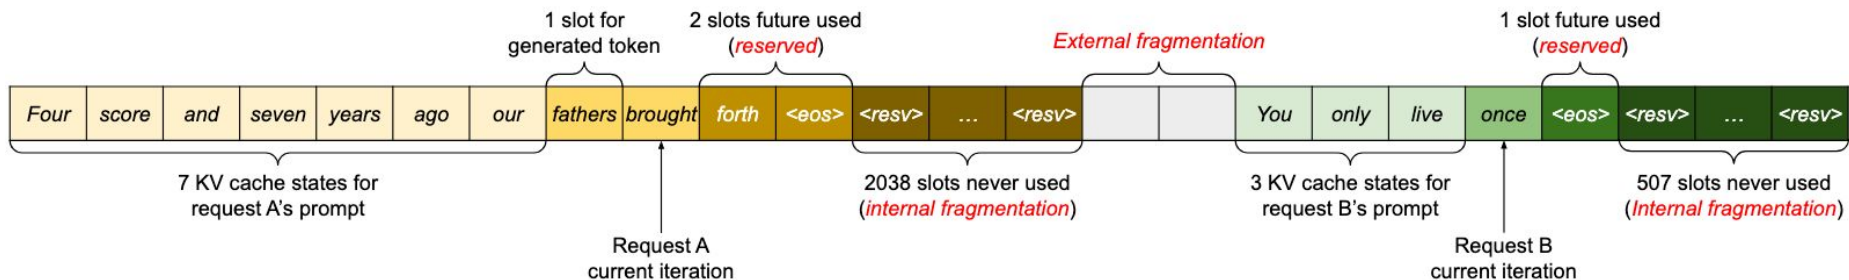 1 slot for
generated token
2 slots future used
(reserved)
External fragmentation
1 slot future used
(reserved)
Four score and seven years ago our fathers brought forth <eos> <resv> ... <resv> You only live once <eos> <resv> ... <resv>
7 KV cache states for
request A's prompt
2038 slots never used
(internal fragmentation)
3 KV cache states for
request B's prompt
507 slots never used
(Internal fragmentation)
Request A
current iteration
Request B
current iteration